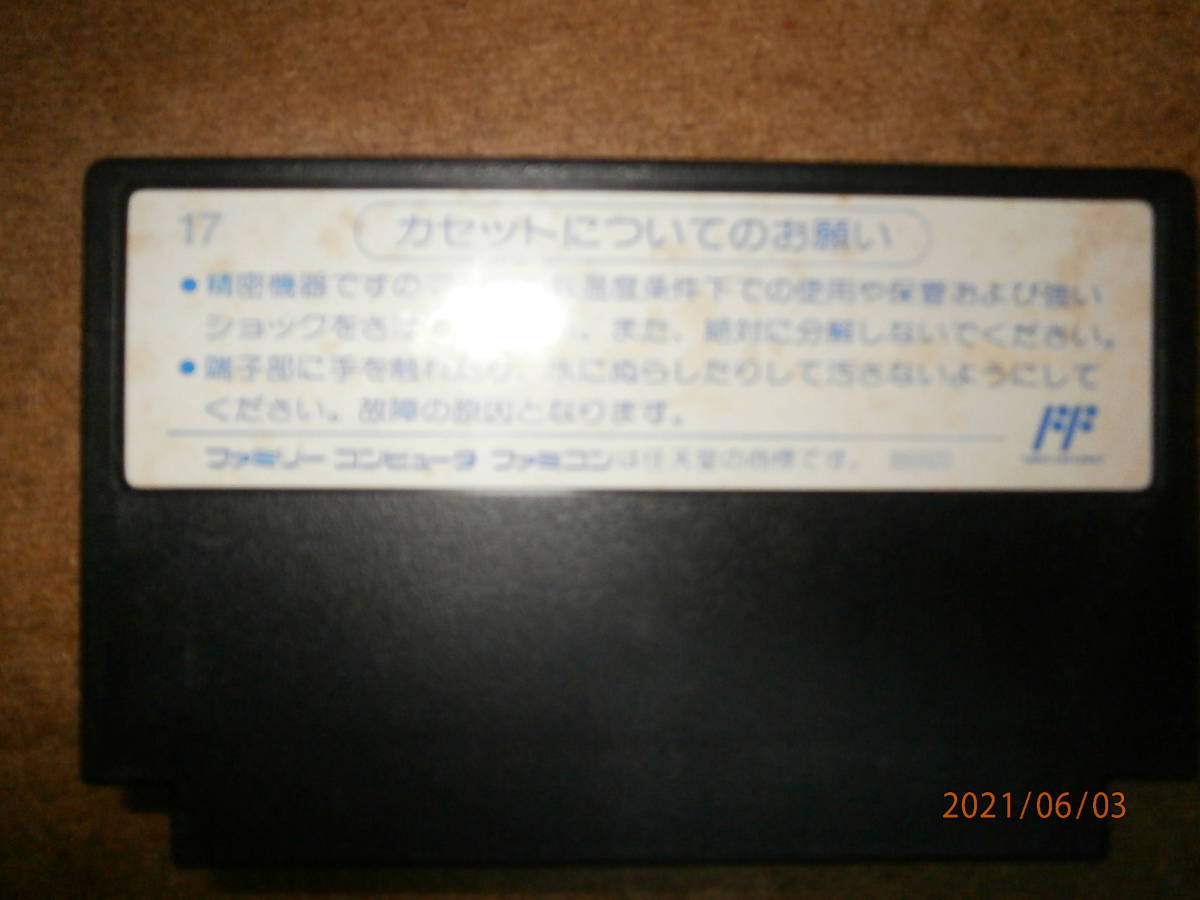 17
カセットについてのお願い
● 精密機器ですの 温度条件下での使用や保管および強い
ショックをさけ 、また、絶対に分解しないでください。
● 端子部に手を触れたり、水にぬらしたりして汚さないようにして
ください。故障の原因となります。
ファミリーコンピュータ ファミコンは任天堂の商標です。
FF
2021/06/03